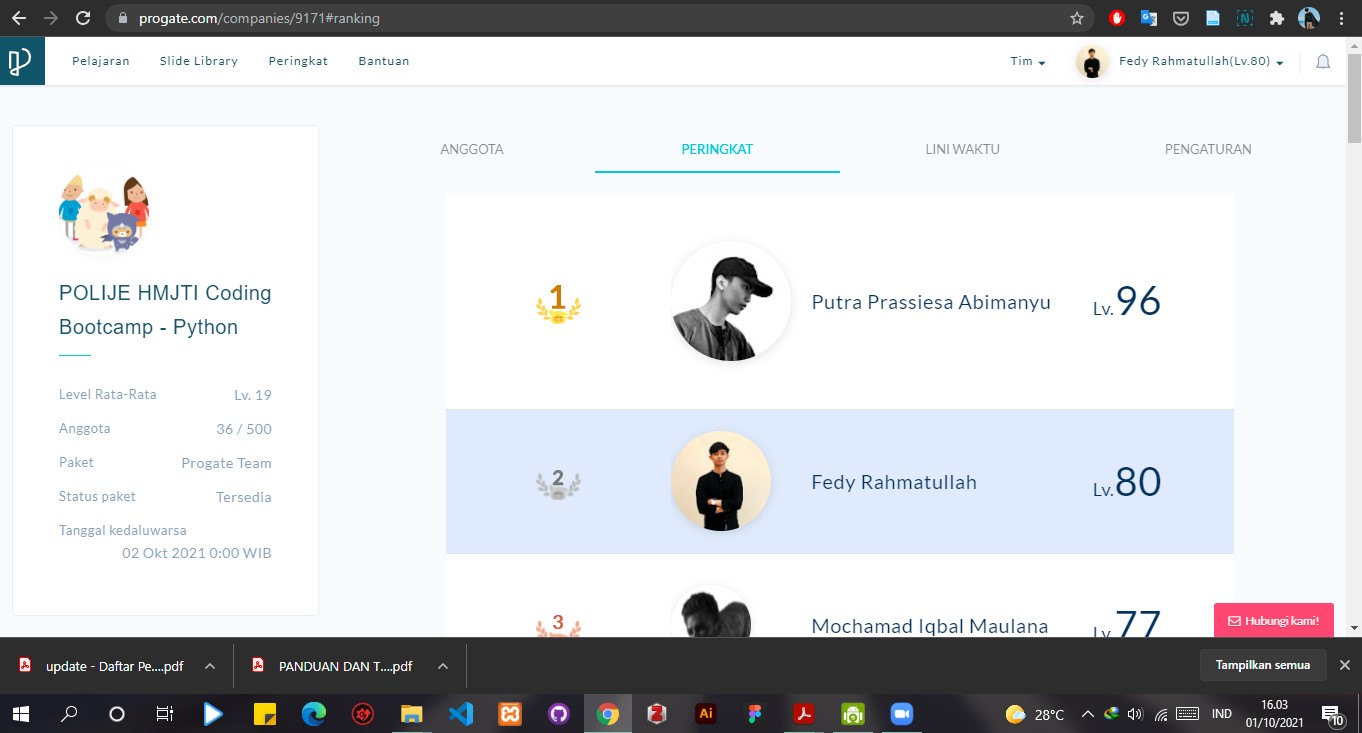 progate.com/companies/9171#ranking
Pelajaran Slide Library Peringkat Bantuan Tim Fedy Rahmatullah(Lv.80)
POLIJE HMJTI Coding
Bootcamp - Python
Level Rata-Rata Lv. 19
Anggota 36 / 500
Paket Progate Team
Status paket Tersedia
Tanggal kedaluwarsa
02 Okt 2021 0:00 WIB
ANGGOTA PERINGKAT LINI WAKTU PENGATURAN
1 Putra Prassiesa Abimanyu Lv.96
2 Fedy Rahmatullah Lv.80
3 Mochamad Iqbal Maulana Lv.77
Hubungi kami!
update - Daftar Pe....pdf PANDUAN DAN T....pdf Tampilkan semua
Ai 28°C IND 16.03
01/10/2021 10